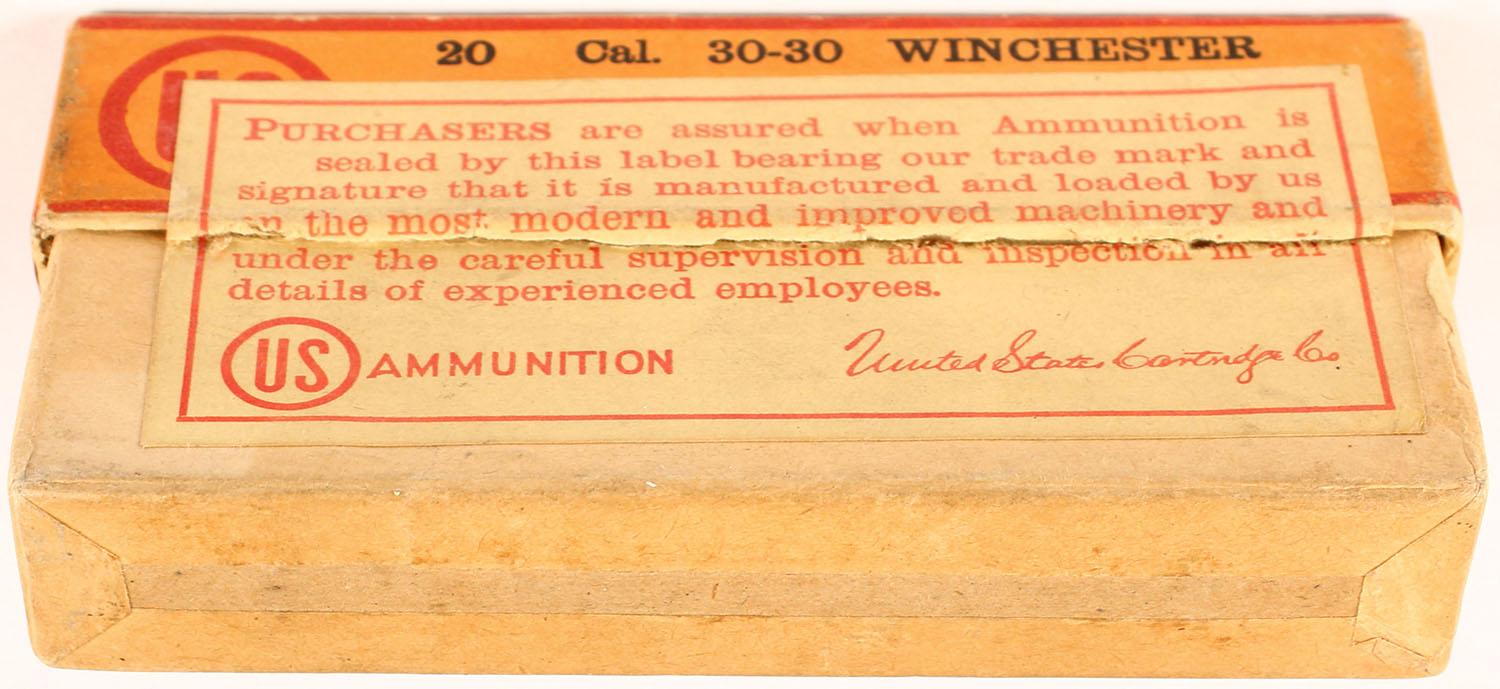 20 Cal. 30-30 WINCHESTER
US
PURCHASERS are assured when Ammunition is
sealed by this label bearing our trade mark and
signature that it is manufactured and loaded by us
on the most modern and improved machinery and
under the careful supervision and inspection in all
details of experienced employees.
US AMMUNITION
United States Cartridge Co